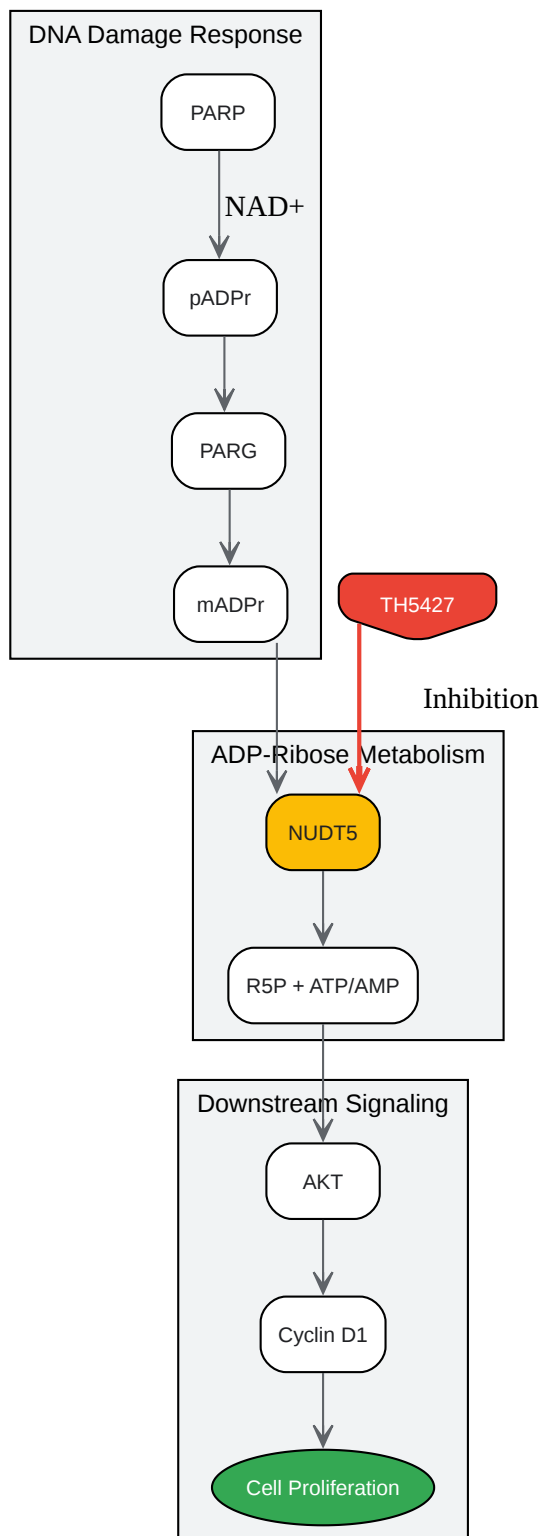 DNA Damage Response
PARP
NAD+
pADPr
PARG
mADPr
TH5427
Inhibition
ADP-Ribose Metabolism
NUDT5
R5P + ATP/AMP
Downstream Signaling
AKT
Cyclin D1
Cell Proliferation